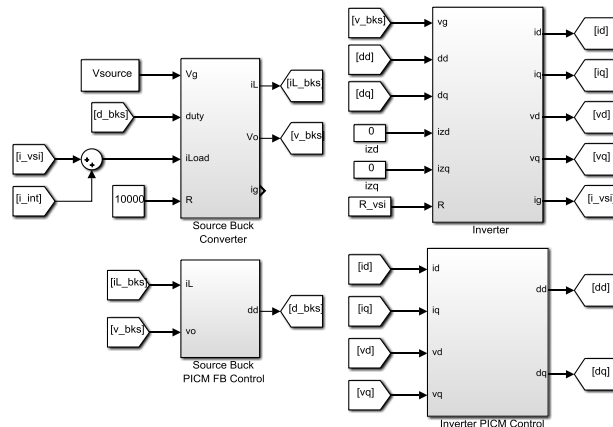 Vsource
[d_bks]
[i_vsi]
[i_int]
10000
Vg
duty
iLoad
R
iL
Vo
ig
[iL_bks]
[v_bks]
Source Buck
Converter
[v_bks]
[dd]
[dq]
0
izd
0
izq
R_vsi
vg
dd
dq
izd
izq
R
id
iq
vd
vq
ig
[id]
[iq]
[vd]
[vq]
[i_vsi]
Inverter
[iL_bks]
[v_bks]
iL
vo
dd
[d_bks]
Source Buck
PICM FB Control
[id]
[iq]
[vd]
[vq]
id
iq
vd
vq
dd
dq
[dd]
[dq]
Inverter PICM Control